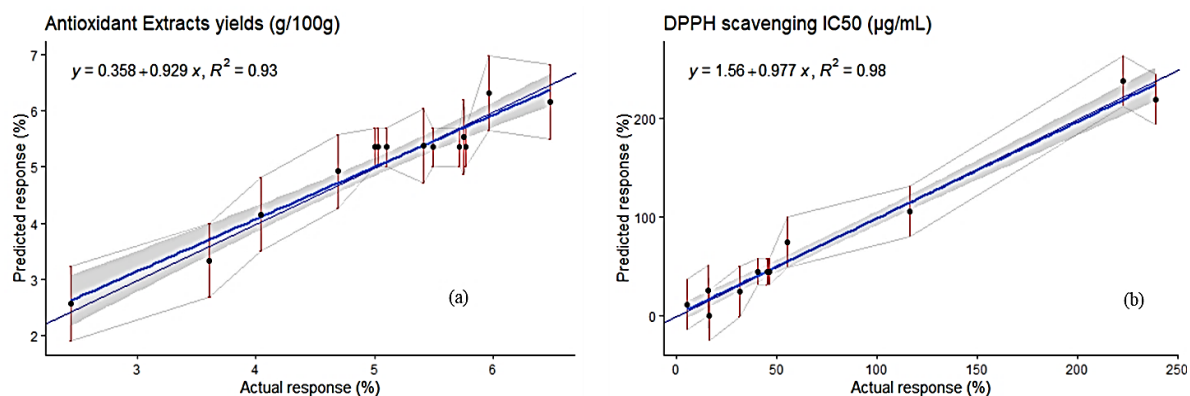 Antioxidant Extracts yields (g/100g)
y = 0.358+0.929 x, R² = 0.93
Predicted response (%)
7
6
5
4
3
2
(a)
3
4
5
6
Actual response (%)
DPPH scavenging IC50 (µg/mL)
y = 1.56+0.977 x, R² = 0.98
Predicted response (%)
200
100
0
(b)
0
50
100
150
200
250
Actual response (%)